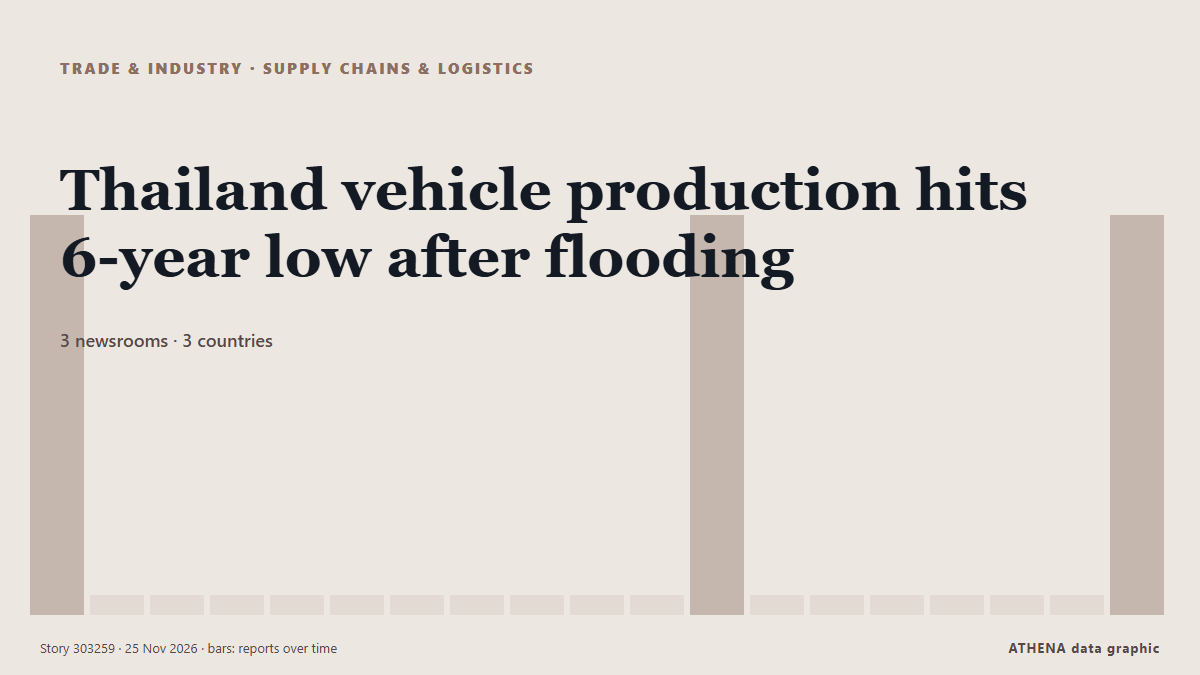 TRADE & INDUSTRY · SUPPLY CHAINS & LOGISTICS
Thailand vehicle production hits
6-year low after flooding
3 newsrooms · 3 countries
Story 303259 · 25 Nov 2026 · bars: reports over time
ATHENA data graphic